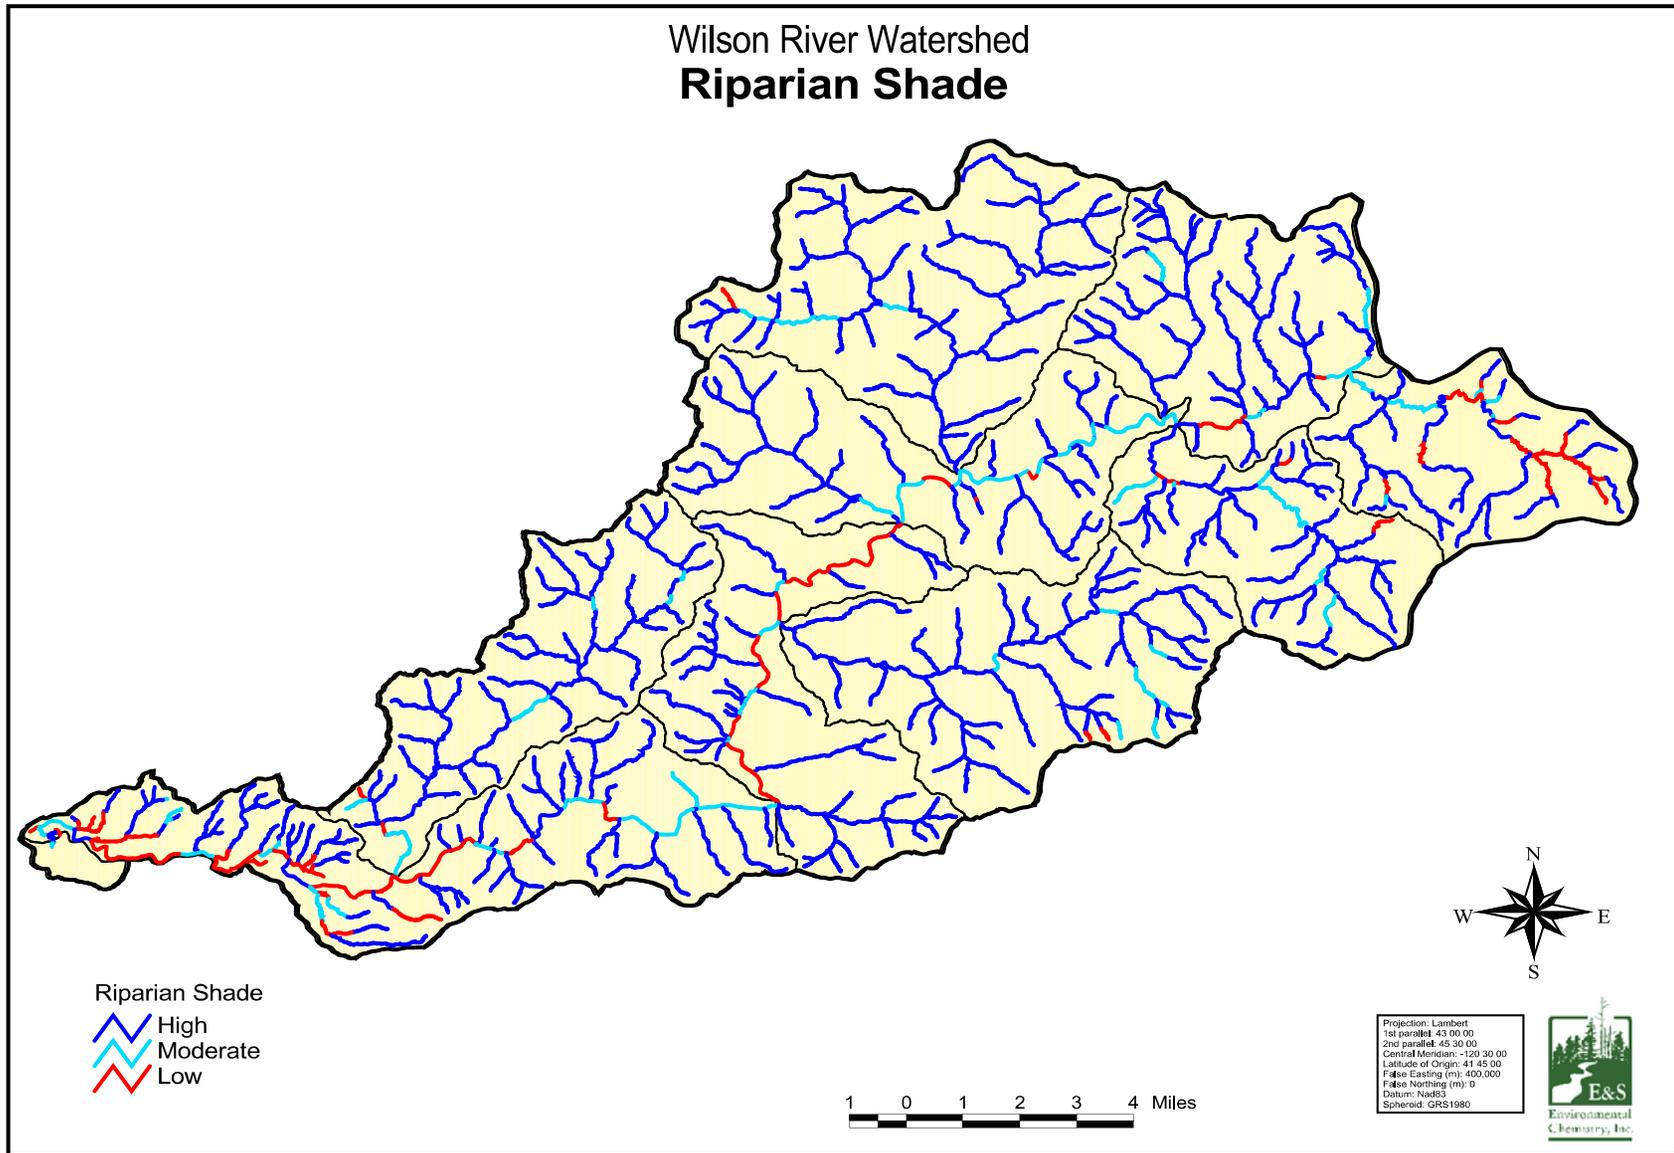 Wilson River Watershed
Riparian Shade
N
W
E
S
Riparian Shade
High
Moderate
Low
1 0 1 2 3 4 Miles
Projection: Lambert
1st parallel: 43 00 00
2nd parallel: 45 30 00
Central Meridian: -120 30 00
Latitude of Origin: 41 45 00
False Easting (m): 400,000
False Northing (m): 0
Datum: Nad83
Spheroid: GRS1980
E&S
Environmental
Chemistry, Inc.